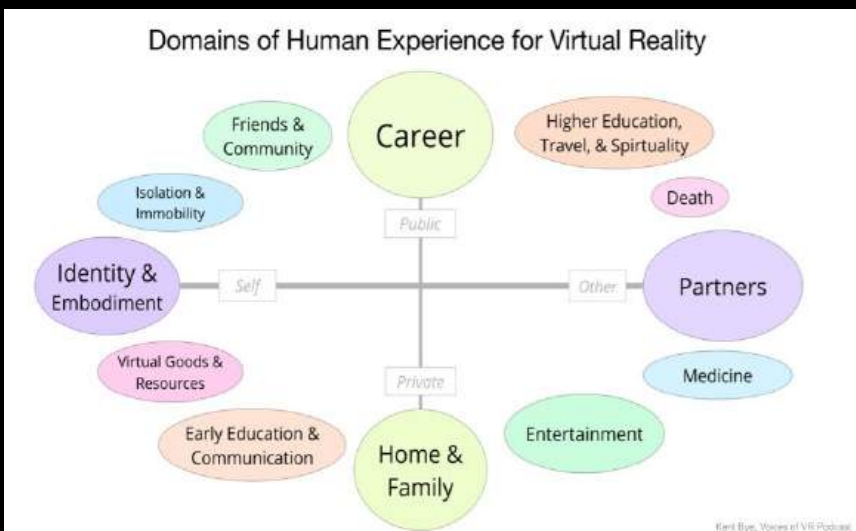 Domains of Human Experience for Virtual Reality
Friends &
Community
Career
Higher Education,
Travel, & Spirtuality
Isolation &
Immobility
Death
Public
Identity &
Embodiment
Self
Other
Partners
Virtual Goods &
Resources
Private
Medicine
Early Education &
Communication
Home &
Family
Entertainment
Kent Bye, Voices of VR Podcast